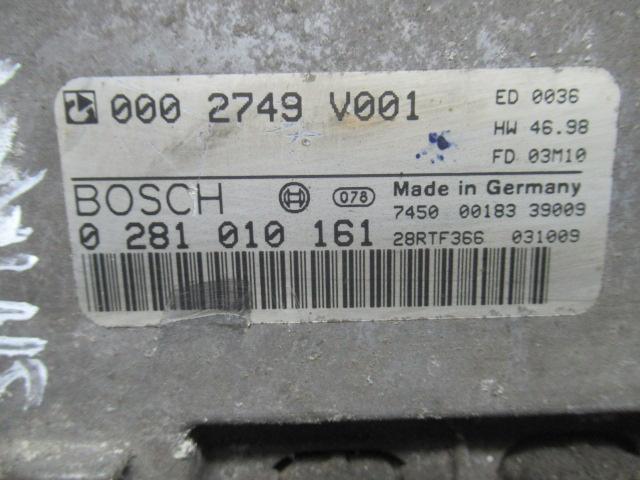 000 2749 V001
ED 0036
HW 46.98
FD 03M10
BOSCH
078
Made in Germany
7450 00183 39009
0 281 010 161
28RTF366 031009